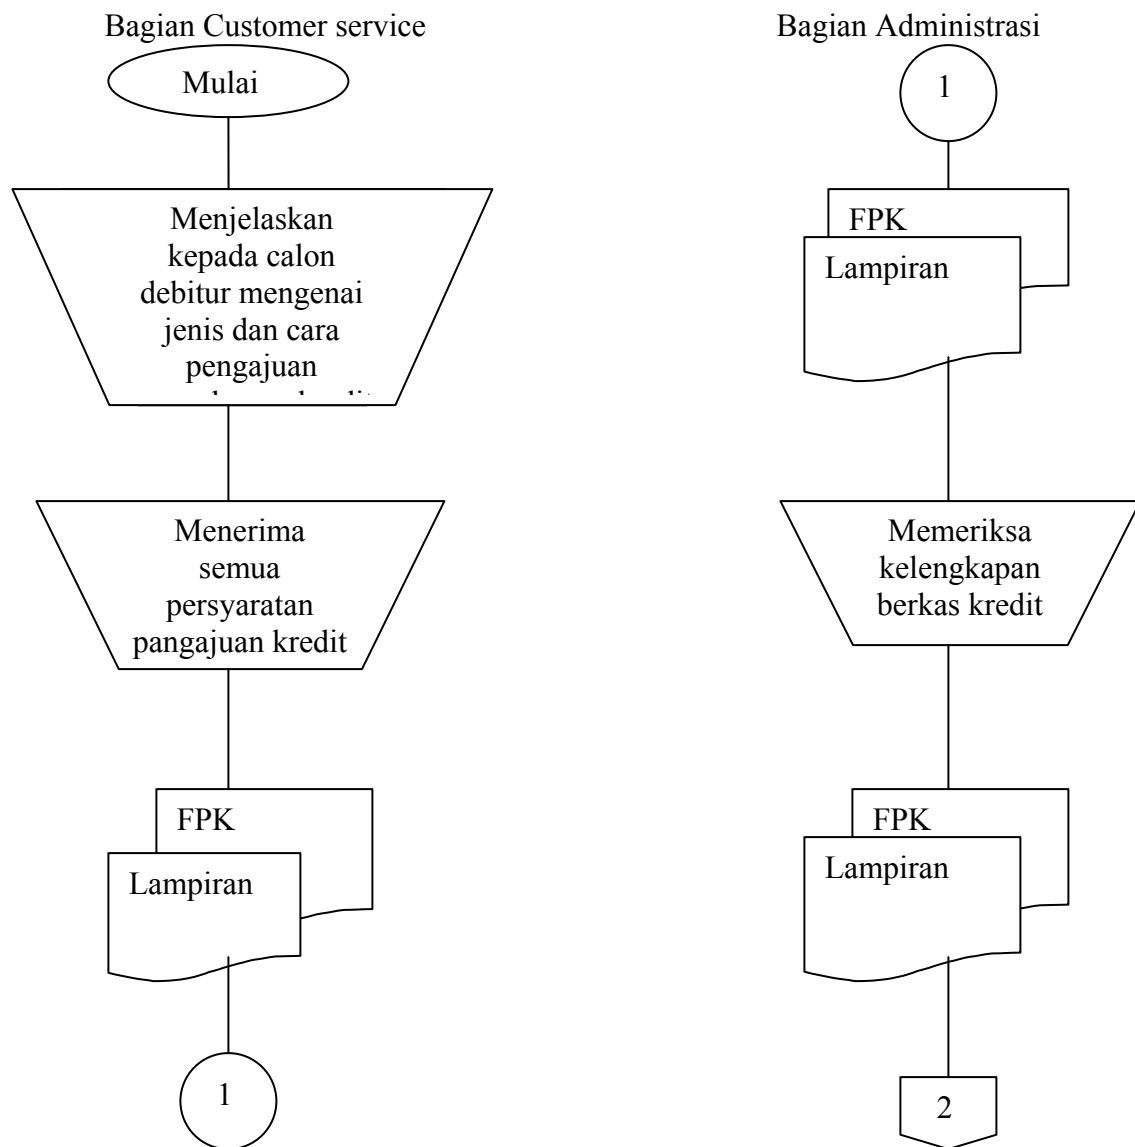 Bagian Customer service
Mulai
Menjelaskan
kepada calon
debitur mengenai
jenis dan cara
pengajuan
Menerima
semua
persyaratan
pangajuan kredit
FPK
Lampiran
1
Bagian Administrasi
1
FPK
Lampiran
Memeriksa
kelengkapan
berkas kredit
FPK
Lampiran
2